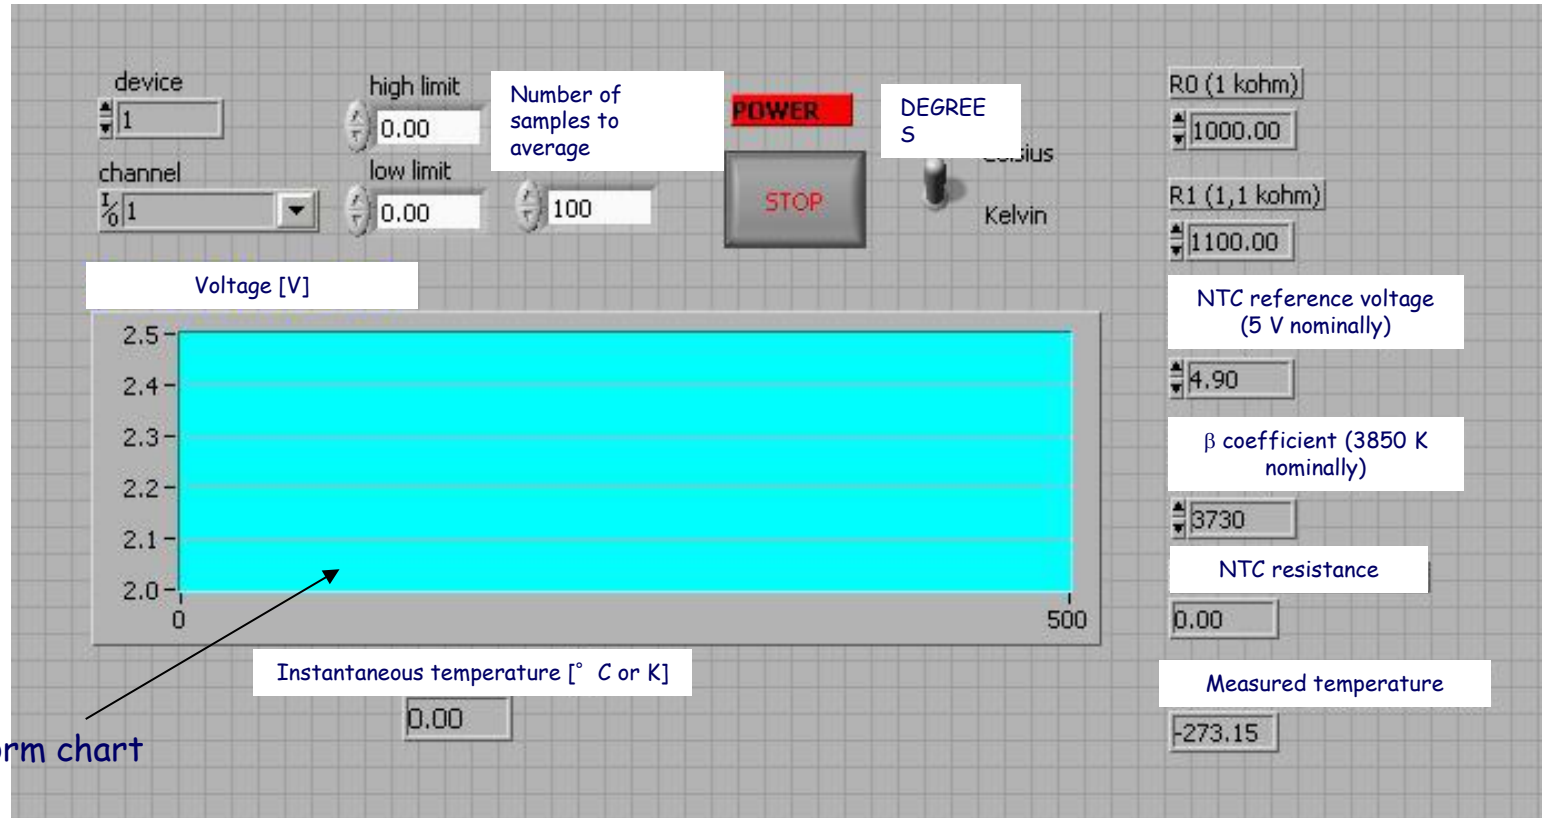 device
1
channel
I/O 1
high limit
0.00
low limit
0.00
Number of
samples to
average
100
POWER
STOP
DEGREE
S
Kelvin
R0 (1 kohm)
1000.00
R1 (1,1 kohm)
1100.00
NTC reference voltage
(5 V nominally)
4.90
β coefficient (3850 K
nominally)
3730
NTC resistance
0.00
Measured temperature
-273.15
Voltage [V]
2.5
2.4
2.3
2.2
2.1
2.0
0
500
Instantaneous temperature [° C or K]
0.00
chart